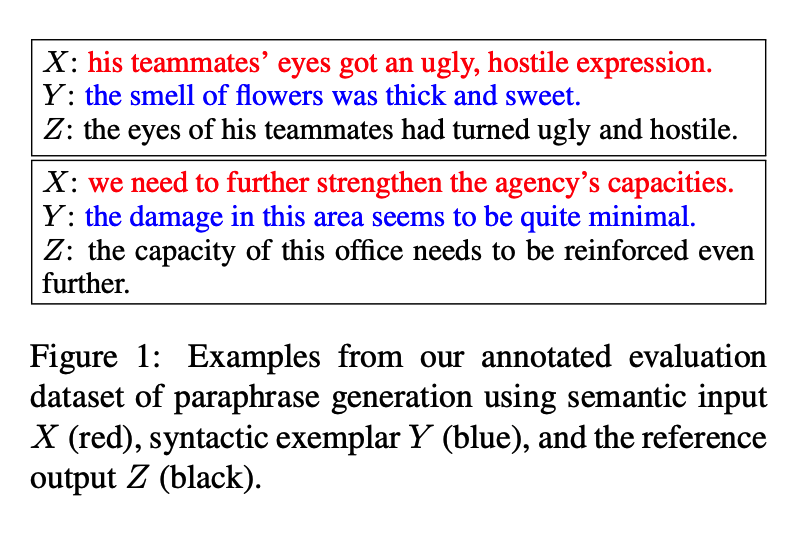 X: his teammates’ eyes got an ugly, hostile expression.
Y: the smell of flowers was thick and sweet.
Z: the eyes of his teammates had turned ugly and hostile.
X: we need to further strengthen the agency’s capacities.
Y: the damage in this area seems to be quite minimal.
Z: the capacity of this office needs to be reinforced even
further.
Figure 1: Examples from our annotated evaluation
dataset of paraphrase generation using semantic input
X (red), syntactic exemplar Y (blue), and the reference
output Z (black).